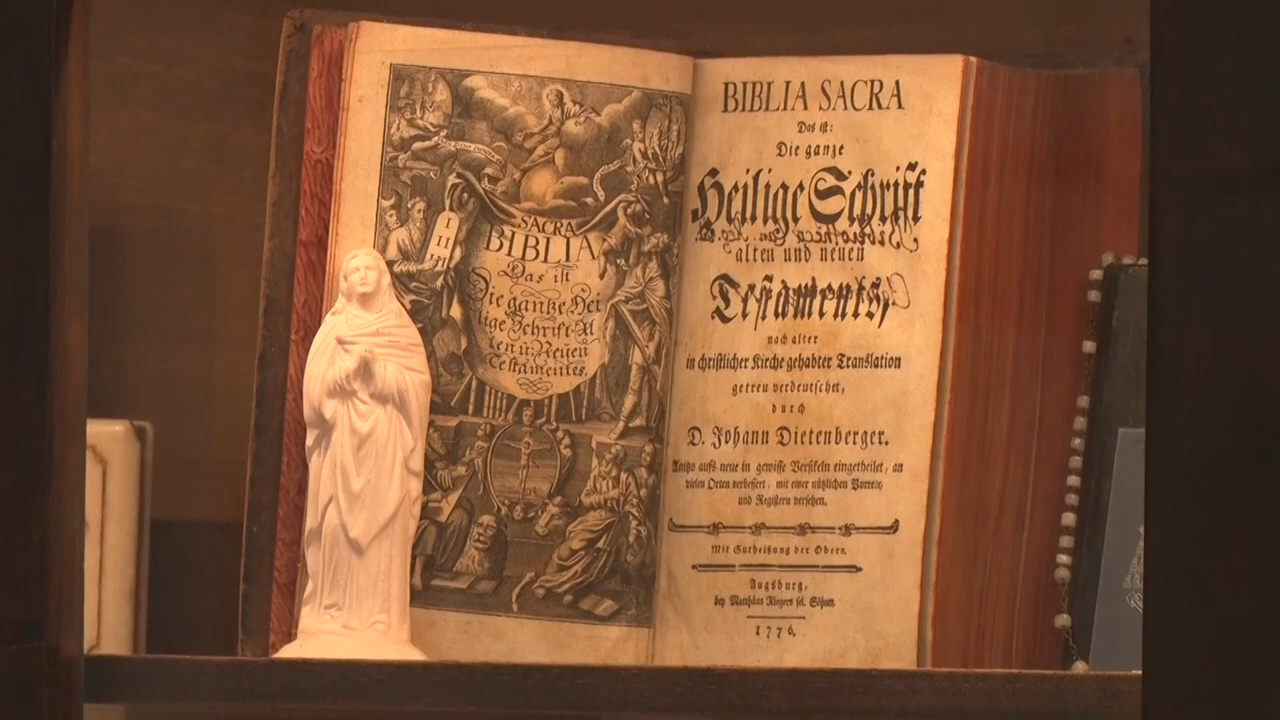 SACRA
BIBLIA
Das ist
Die gantze Hei
lige Schrift Al
ten u: Neuen
Testamentes.
I
II
III
BIBLIA SACRA
Das ist:
Die ganze
Heilige Schrift
alten und neuen
Testaments,
nach alter
in christlicher Kirche gehabter Translation
getreu verdeutschet,
durch
D. Johann Dietenberger.
Anitzo aufs neue in gewisse Versikeln eingetheilet, an
vielen Orten verbessert, mit einer nützlichen Vorrede,
und Registern versehen.
Mit Gutheißung der Obern.
Augsburg,
bey Matthäus Riegers sel. Söhnen.
1776.